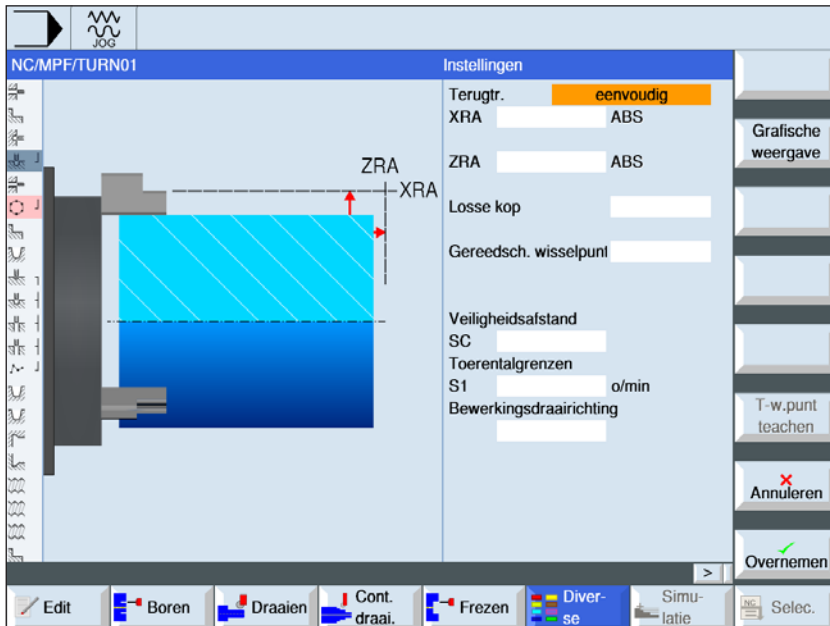 JOG
NC/MPF/TURN01
Instellingen
Terugtr. eenvoudig
XRA ABS
ZRA ABS
Losse kop
Gereedsch. wisselpunt
Veiligheidsafstand
SC
Toerentalgrenzen
S1 o/min
Bewerkingsdraairichting
ZRA
XRA
Grafische
weergave
T-w.punt
teachen
Annuleren
Overnemen
>
Edit
Boren
Draaien
Cont.
draai.
Frezen
Diver-
se
Simu-
latie
NC
Selec.